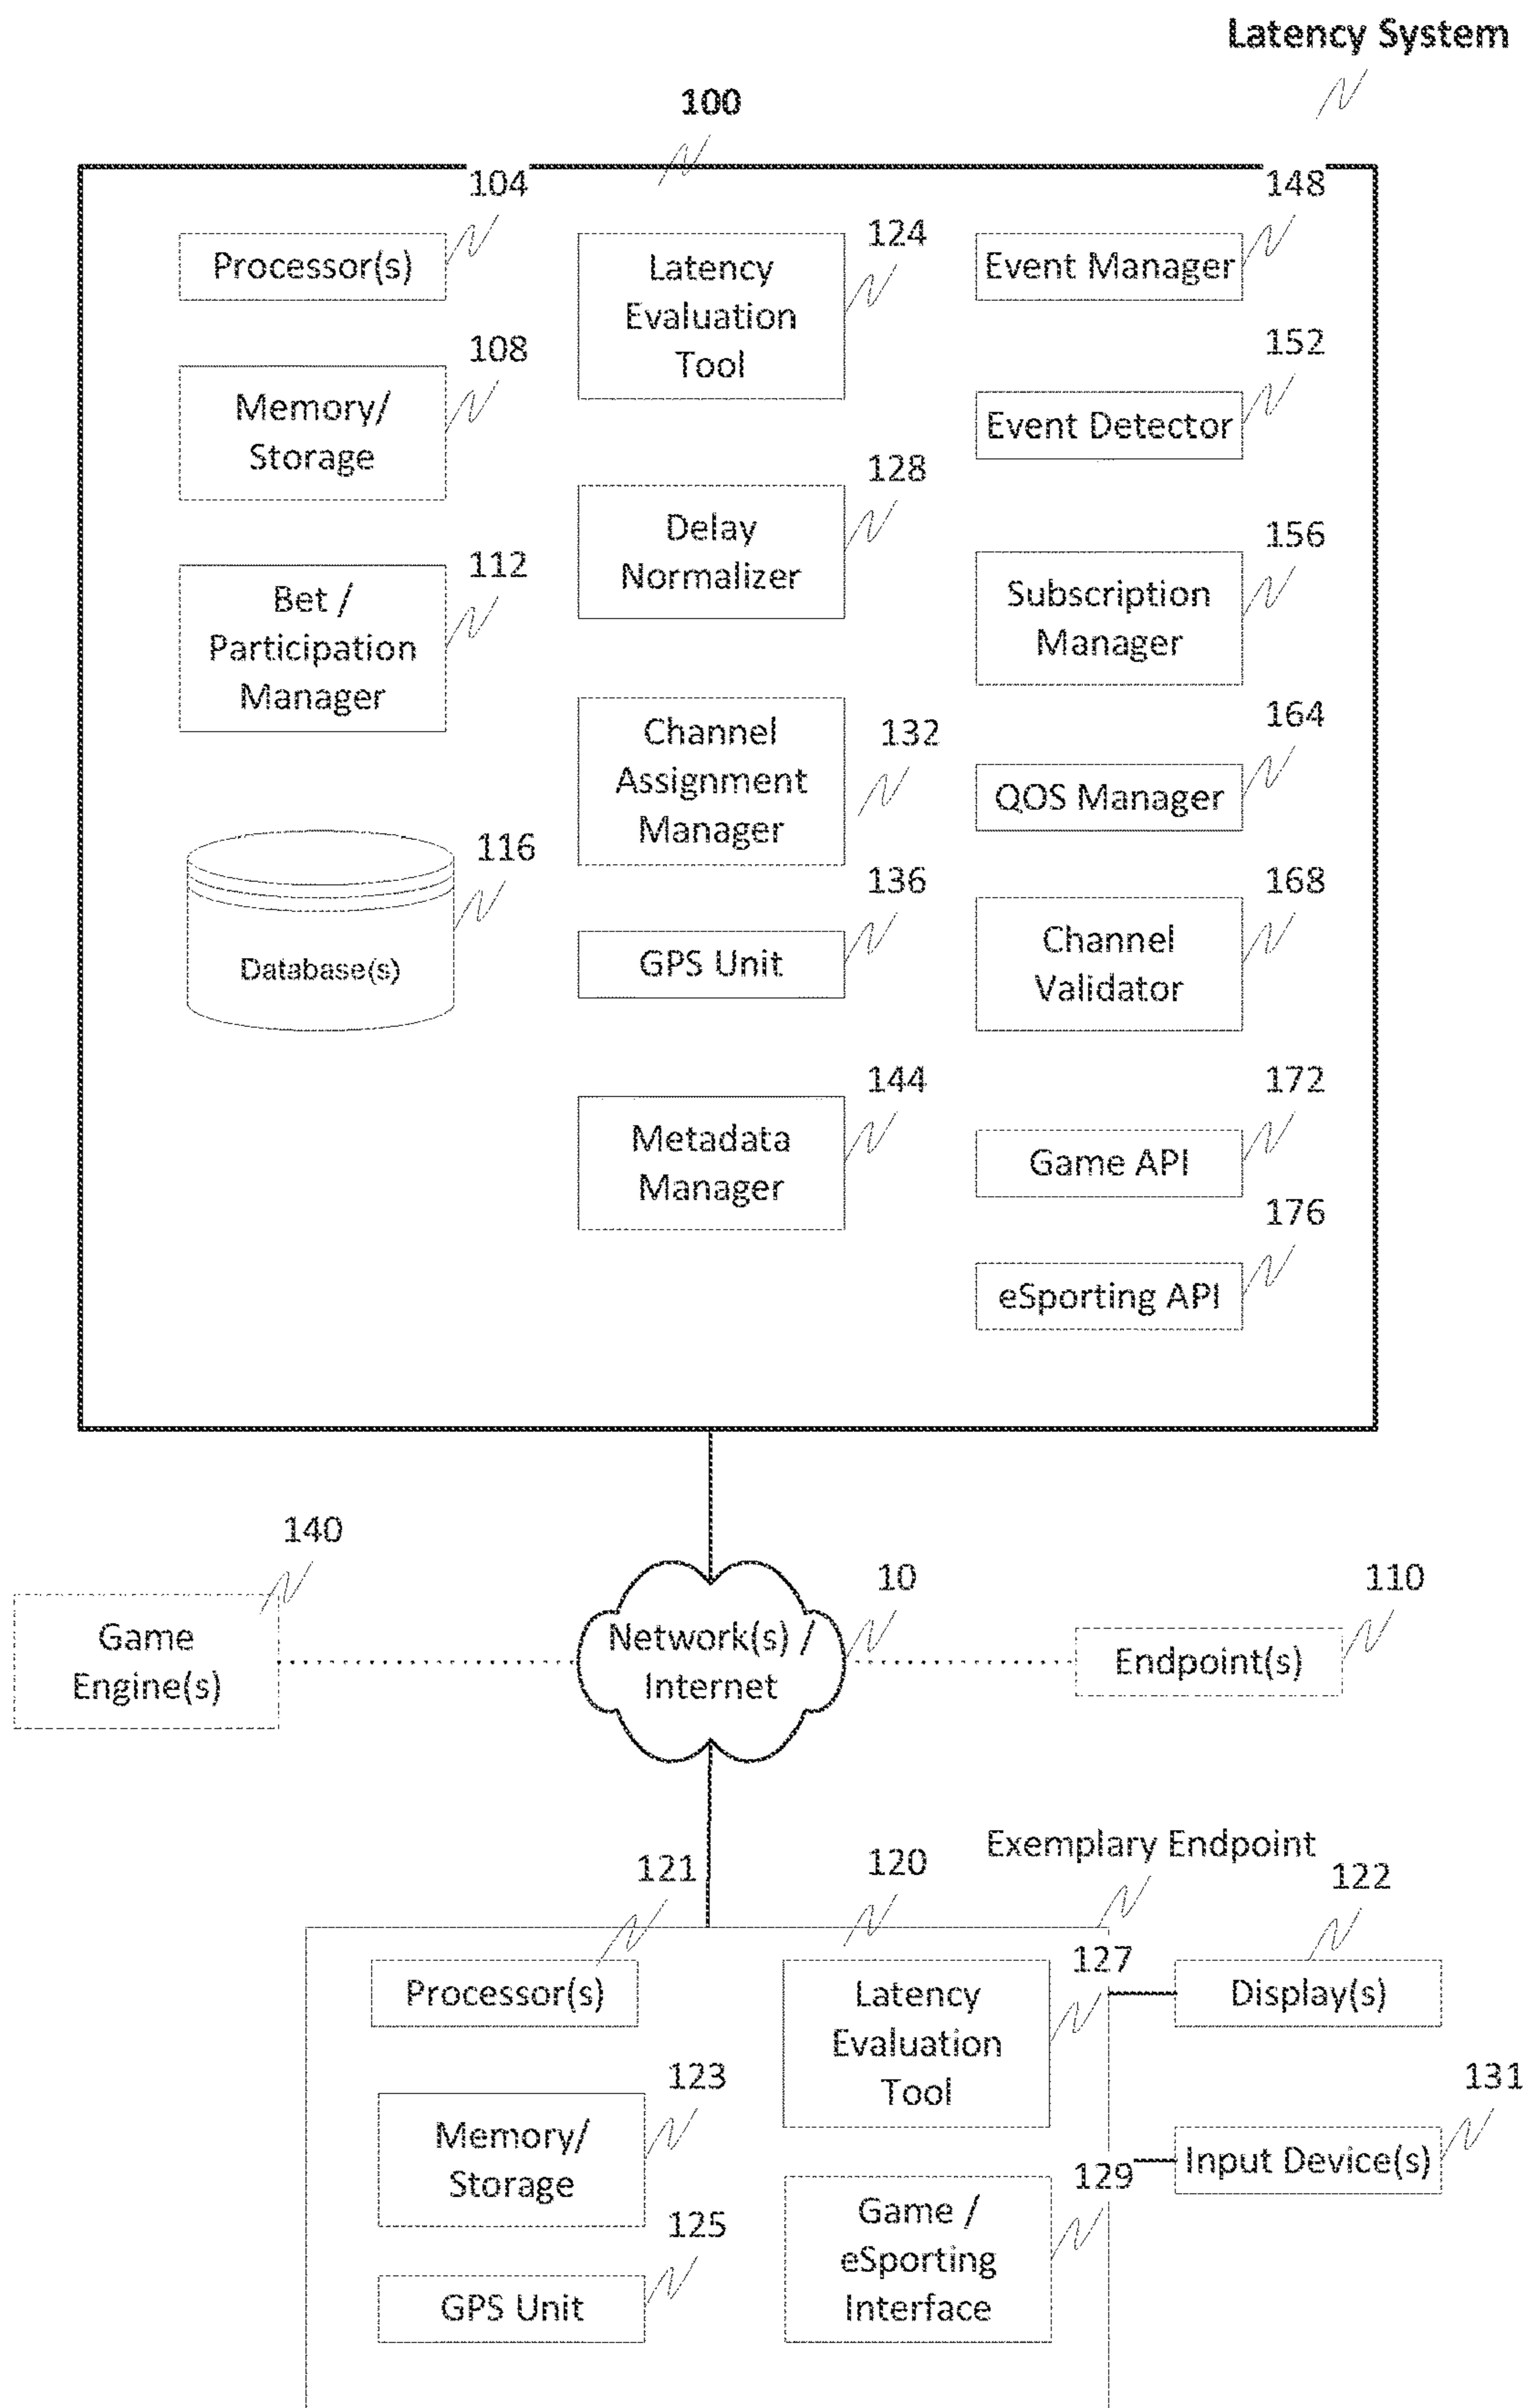 Latency System
100
104
Processor(s)
108
Memory/
Storage
112
Bet /
Participation
Manager
116
Database(s)
124
Latency
Evaluation
Tool
128
Delay
Normalizer
132
Channel
Assignment
Manager
136
GPS Unit
144
Metadata
Manager
148
Event Manager
152
Event Detector
156
Subscription
Manager
164
QOS Manager
168
Channel
Validator
172
Game API
176
eSporting API
140
Game
Engine(s)
10
Network(s) /
Internet
110
Endpoint(s)
Exemplary Endpoint
120
121
Processor(s)
123
Memory/
Storage
125
GPS Unit
127
Latency
Evaluation
Tool
129
Game /
eSporting
Interface
122
Display(s)
131
Input Device(s)